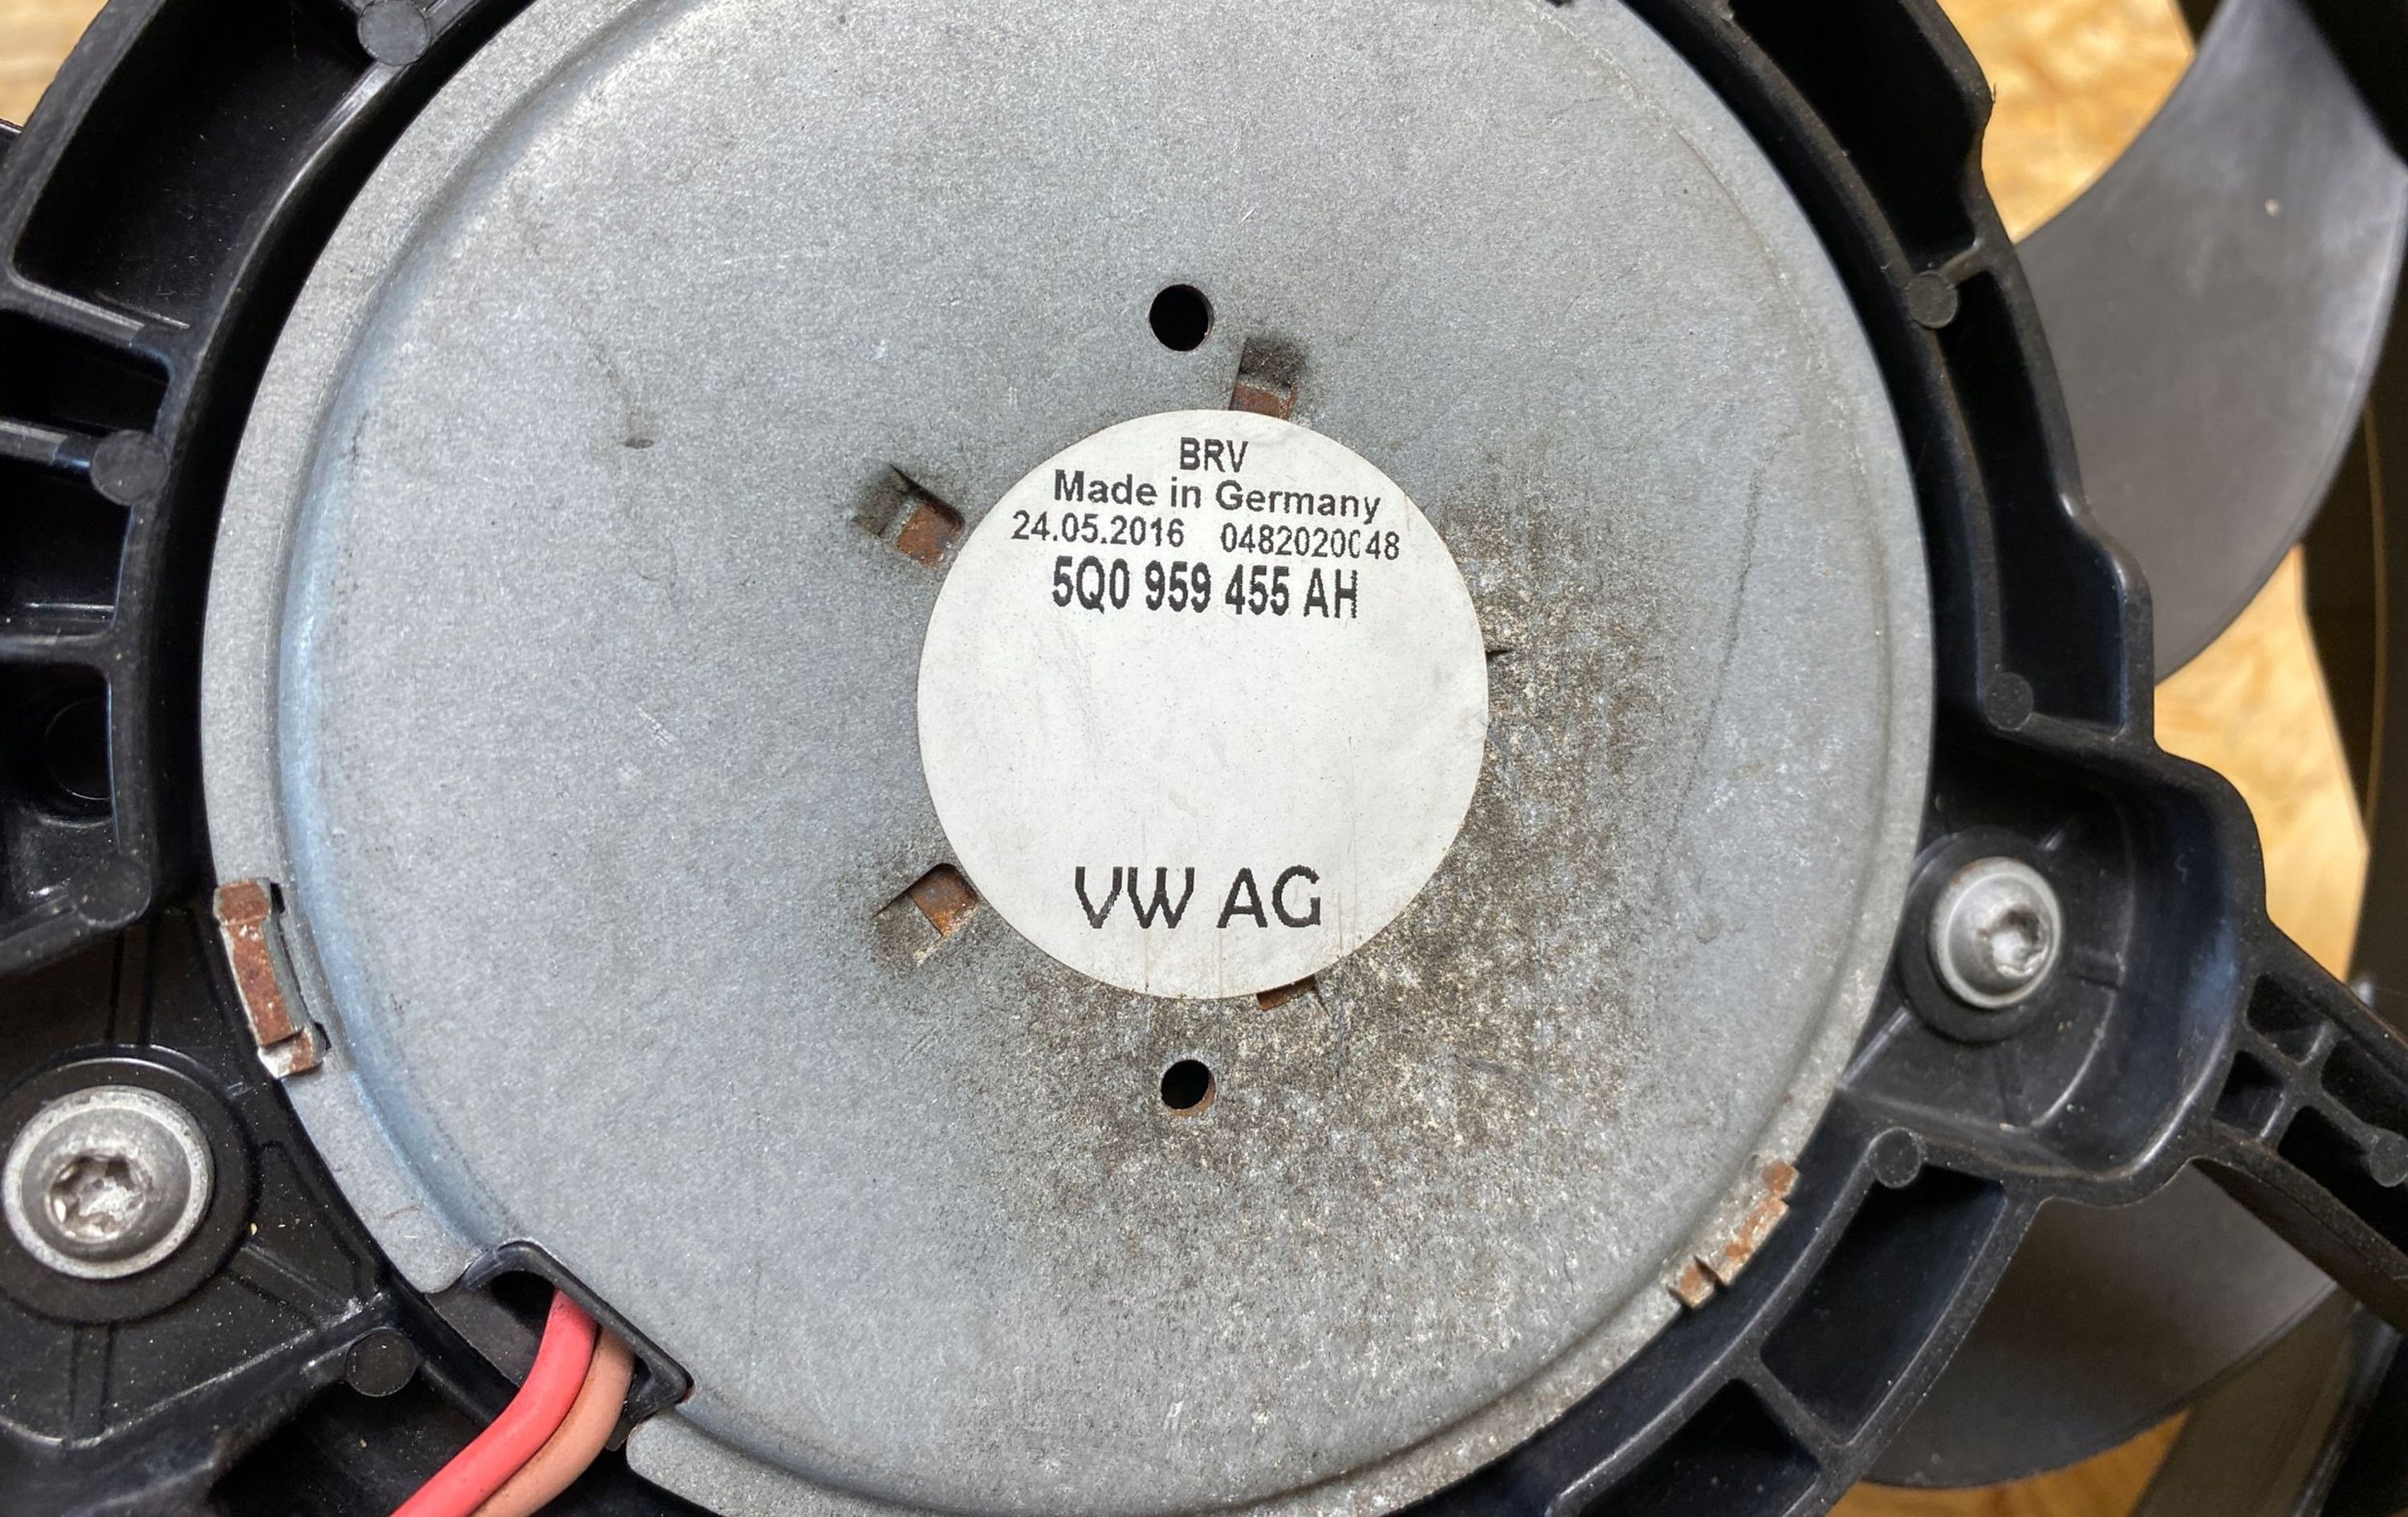 BRV
Made in Germany
24.05.2016 0482020048
5Q0 959 455 AH
VW AG